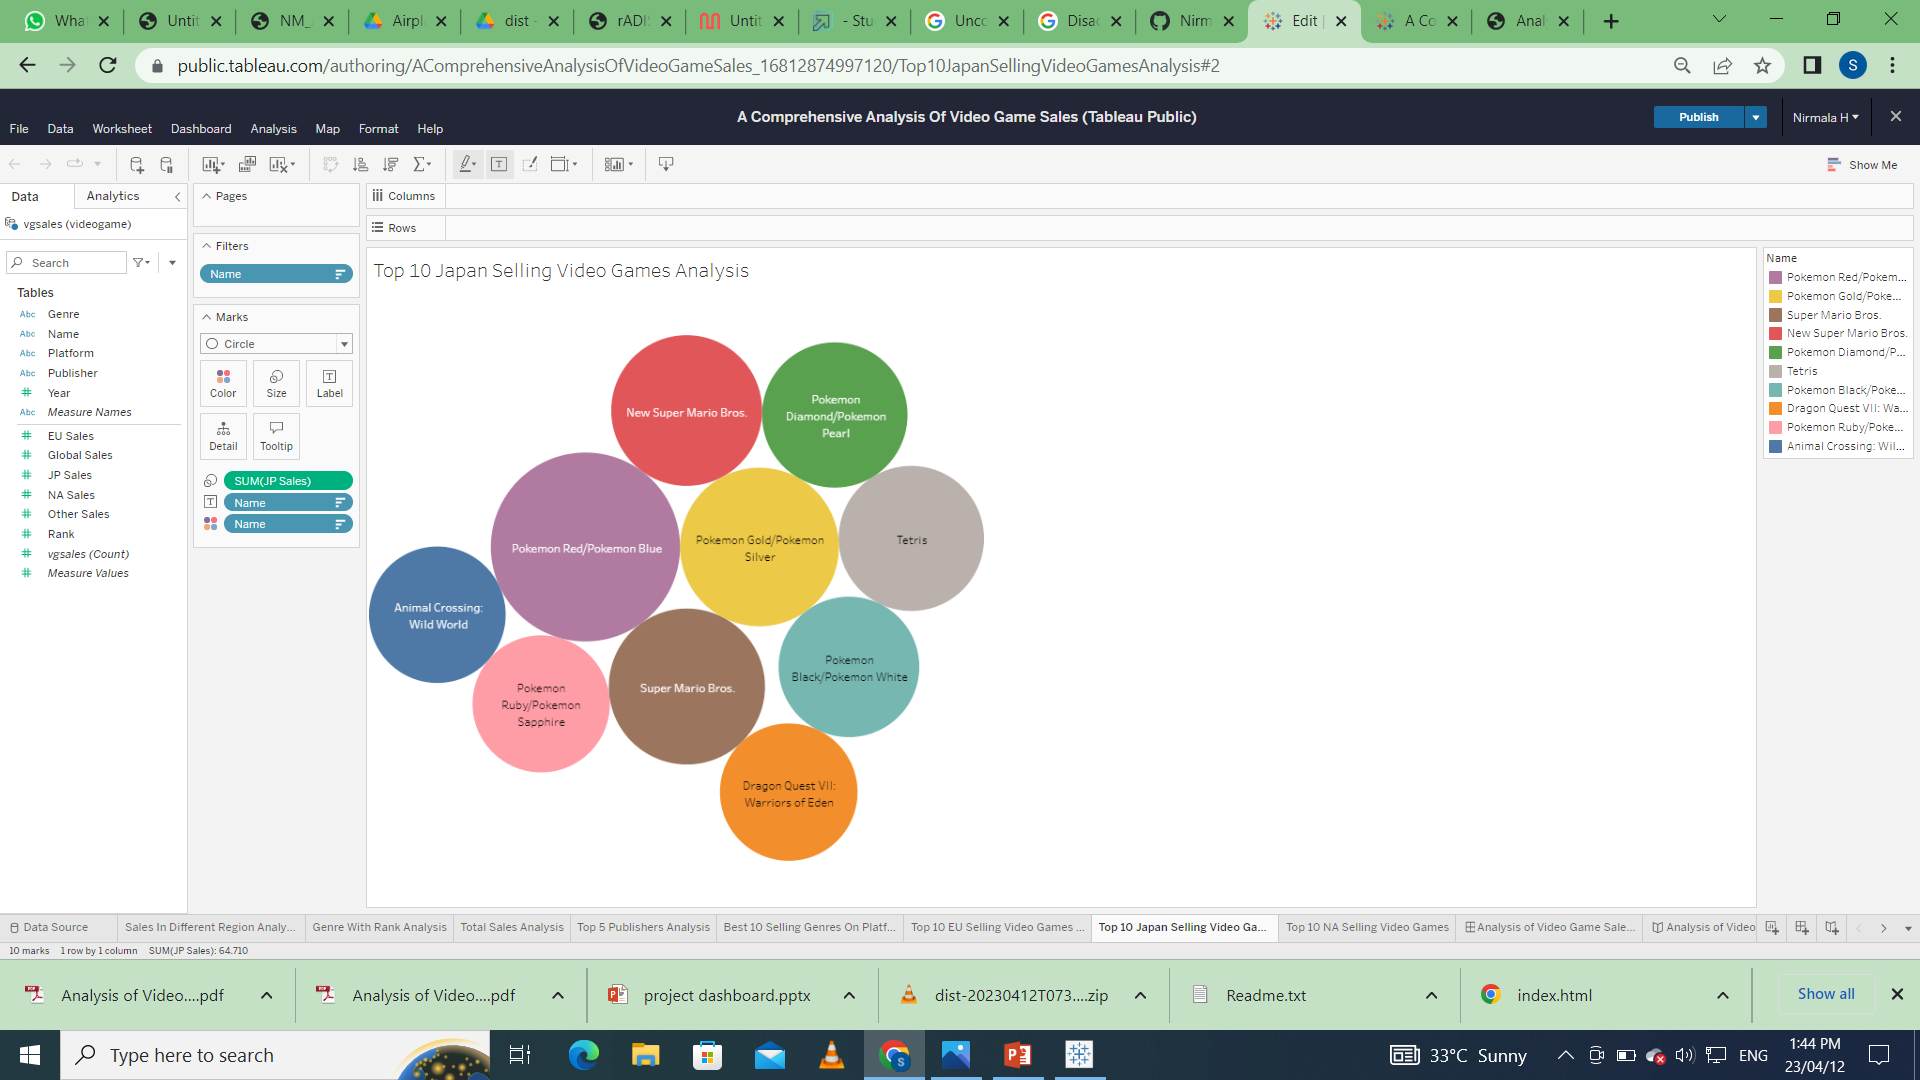 What
Untit
NM_
Airpl
dist -
rADI
Untit
- Stu
Unco
Disa
Nirm
Edit |
A Co
Anal
public.tableau.com/authoring/AComprehensiveAnalysisOfVideoGameSales_16812874997120/Top10JapanSellingVideoGamesAnalysis#2
S
A Comprehensive Analysis Of Video Game Sales (Tableau Public)
Publish
Nirmala H
File Data Worksheet Dashboard Analysis Map Format Help
Show Me
Data Analytics
vgsales (videogame)
Search
Tables
Abc Genre
Abc Name
Abc Platform
Abc Publisher
# Year
Abc Measure Names
# EU Sales
# Global Sales
# JP Sales
# NA Sales
# Other Sales
# Rank
# vgsales (Count)
# Measure Values
Pages
Filters
Name
Marks
Circle
Color Size Label
Detail Tooltip
SUM(JP Sales)
Name
Name
Columns
Rows
Top 10 Japan Selling Video Games Analysis
New Super Mario Bros.
Pokemon
Diamond/Pokemon
Pearl
Pokemon Red/Pokemon Blue
Pokemon Gold/Pokemon
Silver
Tetris
Animal Crossing:
Wild World
Pokemon
Ruby/Pokemon
Sapphire
Super Mario Bros.
Pokemon
Black/Pokemon White
Dragon Quest VII:
Warriors of Eden
Name
Pokemon Red/Pokem...
Pokemon Gold/Poke...
Super Mario Bros.
New Super Mario Bros.
Pokemon Diamond/P...
Tetris
Pokemon Black/Poke...
Dragon Quest VII: Wa...
Pokemon Ruby/Poke...
Animal Crossing: Wil...
Data Source
Sales In Different Region Analy...
Genre With Rank Analysis
Total Sales Analysis
Top 5 Publishers Analysis
Best 10 Selling Genres On Platf...
Top 10 EU Selling Video Games ...
Top 10 Japan Selling Video Ga...
Top 10 NA Selling Video Games
Analysis of Video Game Sale...
Analysis of Video
10 marks 1 row by 1 column SUM(JP Sales): 64.710
Analysis of Video....pdf
Analysis of Video....pdf
project dashboard.pptx
dist-20230412T073....zip
Readme.txt
index.html
Show all
Type here to search
33°C Sunny
ENG
1:44 PM
23/04/12